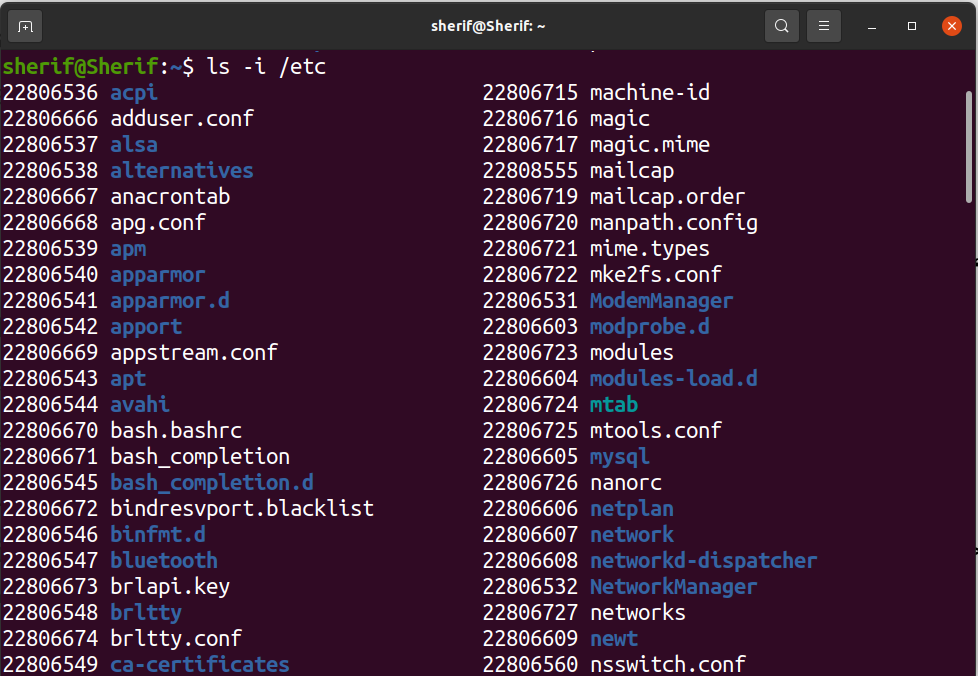 sherif@Sherif: ~
sherif@Sherif:~$ ls -i /etc
22806536 acpi 22806715 machine-id
22806666 adduser.conf 22806716 magic
22806537 alsa 22806717 magic.mime
22806538 alternatives 22808555 mailcap
22806667 anacrontab 22806719 mailcap.order
22806668 apg.conf 22806720 manpath.config
22806539 apm 22806721 mime.types
22806540 apparmor 22806722 mke2fs.conf
22806541 apparmor.d 22806531 ModemManager
22806542 apport 22806603 modprobe.d
22806669 appstream.conf 22806723 modules
22806543 apt 22806604 modules-load.d
22806544 avahi 22806724 mtab
22806670 bash.bashrc 22806725 mtools.conf
22806671 bash_completion 22806605 mysql
22806545 bash_completion.d 22806726 nanorc
22806672 bindresvport.blacklist 22806606 netplan
22806546 binfmt.d 22806607 network
22806547 bluetooth 22806608 networkd-dispatcher
22806673 brlapi.key 22806532 NetworkManager
22806548 brltty 22806727 networks
22806674 brltty.conf 22806609 newt
22806549 ca-certificates 22806560 nsswitch.conf